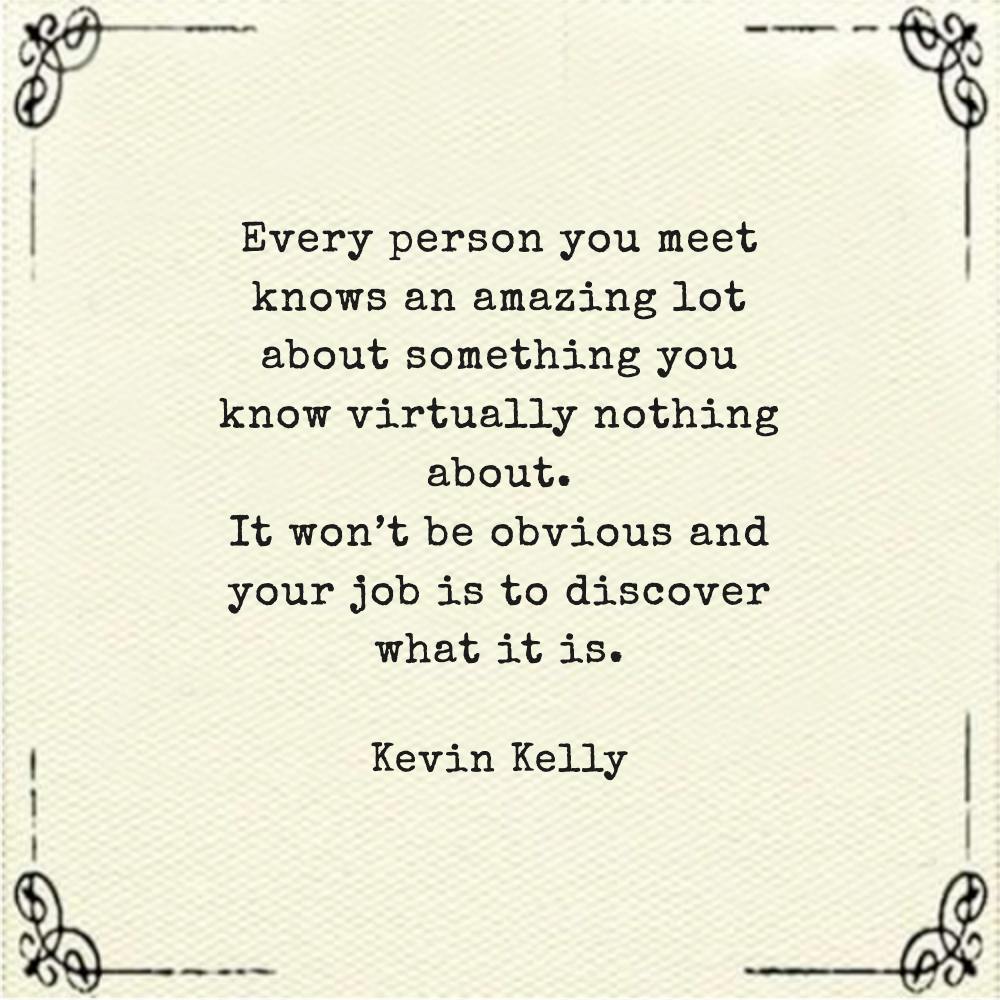 Every person you meet
knows an amazing lot
about something you
know virtually nothing
about.
It won’t be obvious and
your job is to discover
what it is.
Kevin Kelly